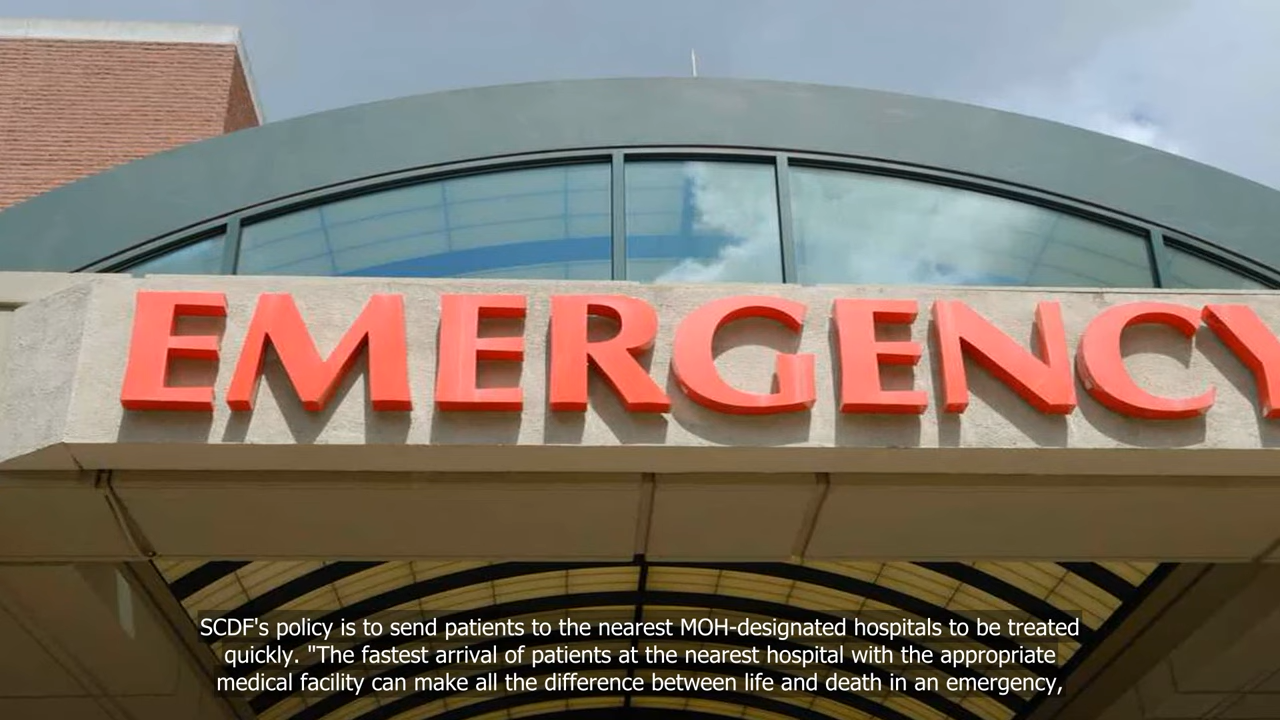 EMERGENCY
SCDF's policy is to send patients to the nearest MOH-designated hospitals to be treated
quickly. "The fastest arrival of patients at the nearest hospital with the appropriate
medical facility can make all the difference between life and death in an emergency,